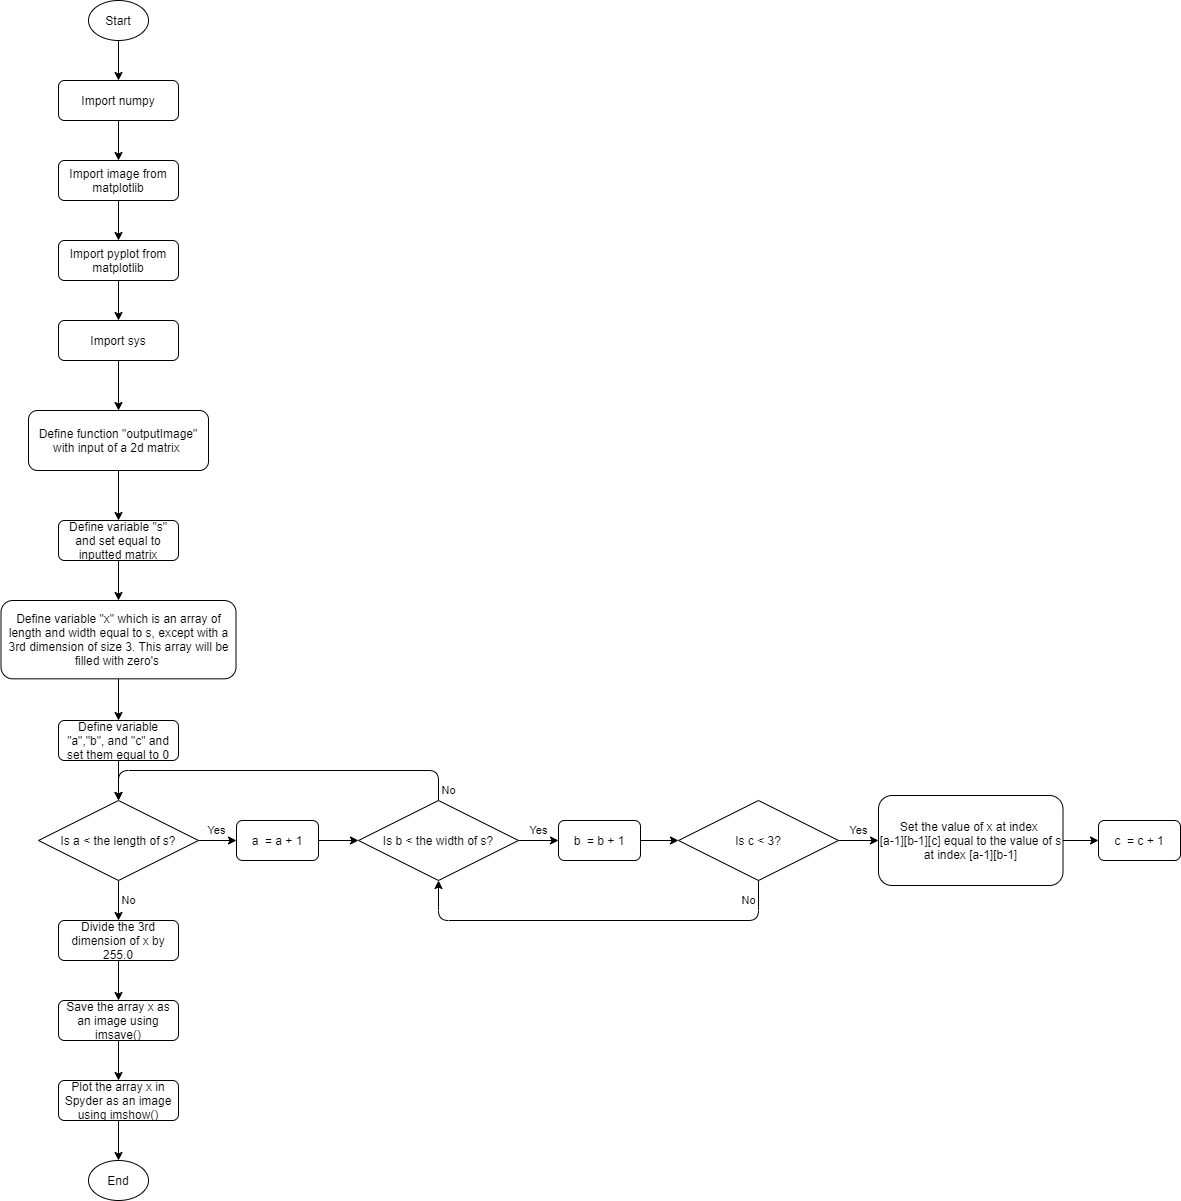 Start
Import numpy
Import image from
matplotlib
Import pyplot from
matplotlib
Import sys
Define function "outputImage"
with input of a 2d matrix
Define variable "s"
and set equal to
inputted matrix
Define variable "x" which is an array of
length and width equal to s, except with a
3rd dimension of size 3. This array will be
filled with zero's
Define variable
"a","b", and "c" and
set them equal to 0
Is a < the length of s?
Yes
a = a + 1
No
Is b < the width of s?
Yes
b = b + 1
Is c < 3?
Yes
No
Set the value of x at index
[a-1][b-1][c] equal to the value of s
at index [a-1][b-1]
c = c + 1
No
Divide the 3rd
dimension of x by
255.0
Save the array x as
an image using
imsave()
Plot the array x in
Spyder as an image
using imshow()
End